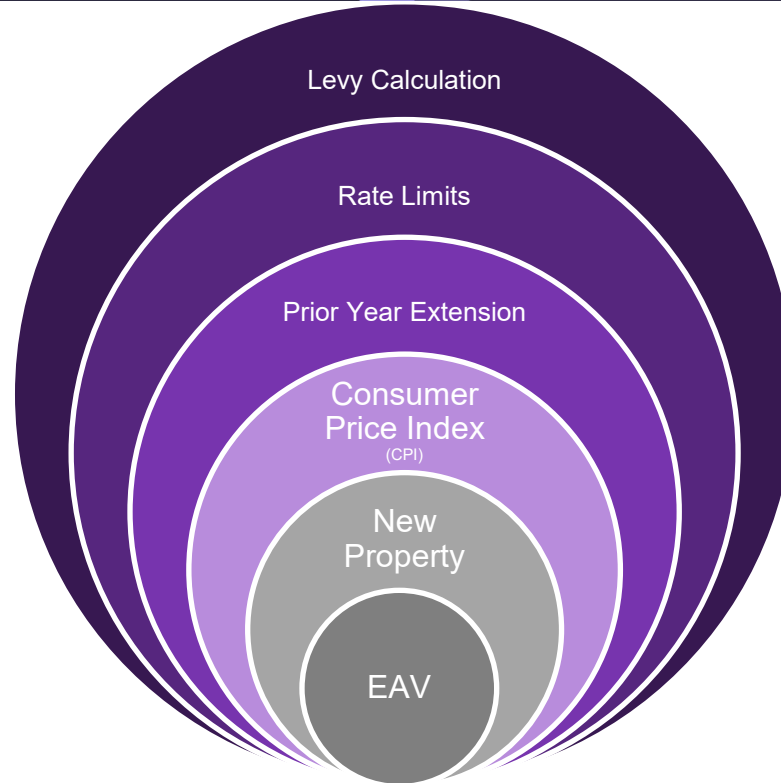 Levy Calculation
Rate Limits
Prior Year Extension
Consumer
Price Index
(CPI)
New
Property
EAV